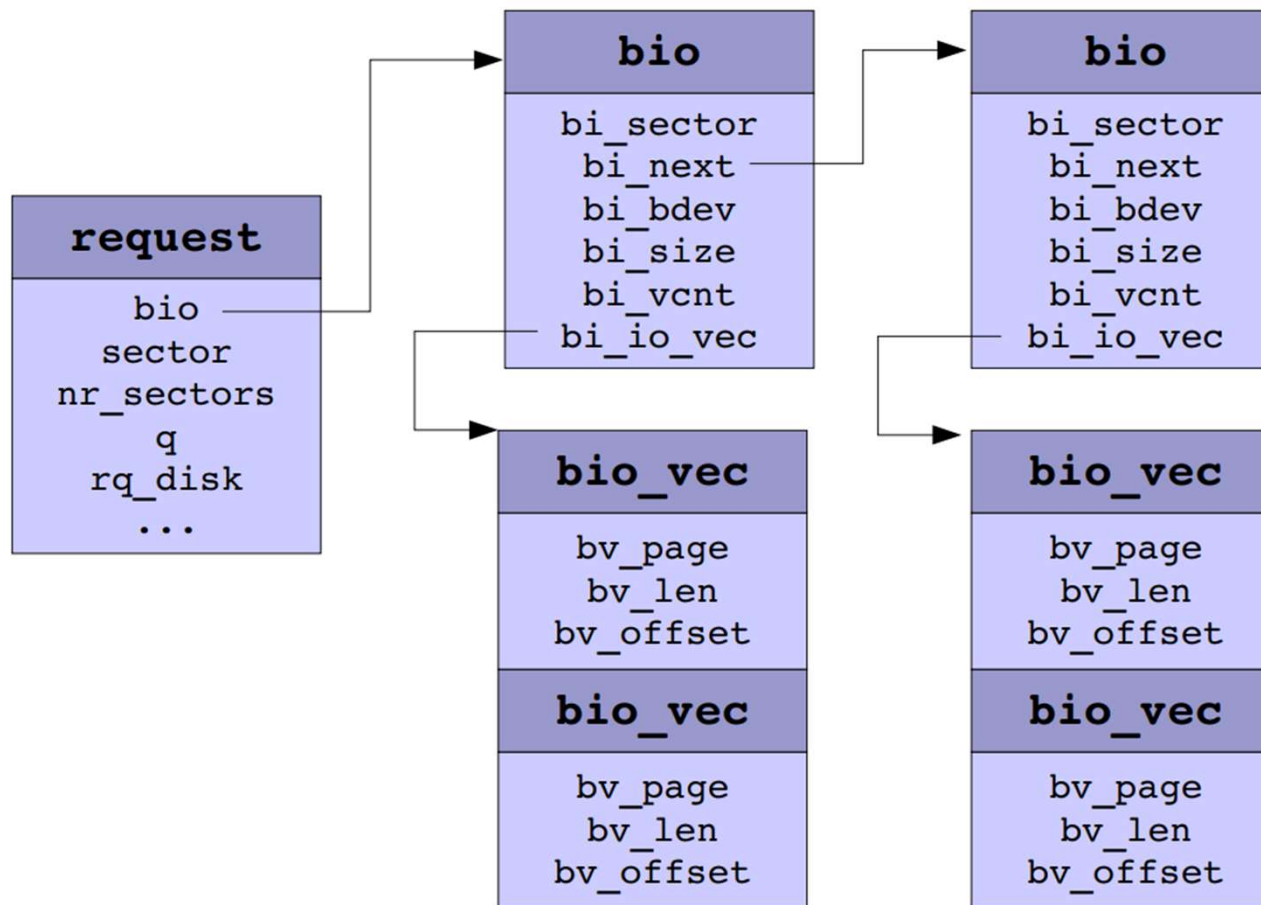 request
bio
sector
nr_sectors
q
rq_disk
...
bio
bi_sector
bi_next
bi_bdev
bi_size
bi_vcnt
bi_io_vec
bio_vec
bv_page
bv_len
bv_offset
bio_vec
bv_page
bv_len
bv_offset
bio
bi_sector
bi_next
bi_bdev
bi_size
bi_vcnt
bi_io_vec
bio_vec
bv_page
bv_len
bv_offset
bio_vec
bv_page
bv_len
bv_offset